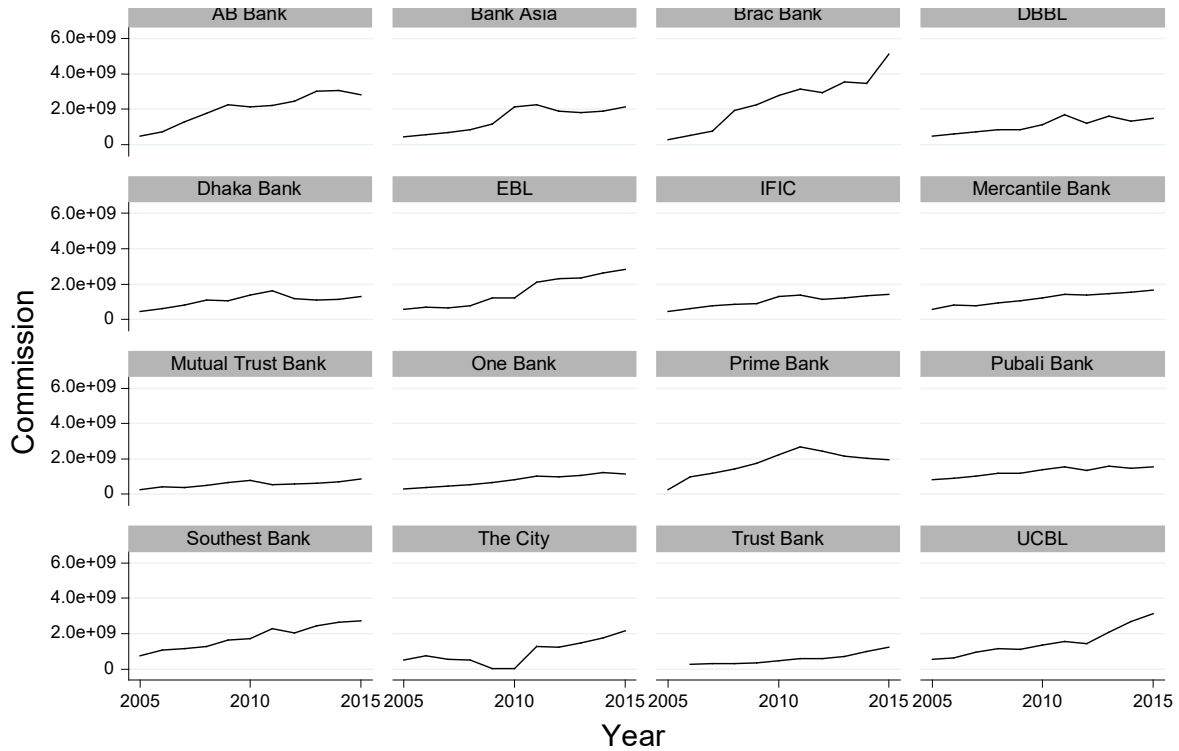 AB Bank Bank Asia Brac Bank DBBL
6.0e+09
4.0e+09
2.0e+09
0
Dhaka Bank EBL IFIC Mercantile Bank
6.0e+09
4.0e+09
2.0e+09
0
Mutual Trust Bank One Bank Prime Bank Pubali Bank
6.0e+09
4.0e+09
2.0e+09
0
Southest Bank The City Trust Bank UCBL
6.0e+09
4.0e+09
2.0e+09
0
2005 2010 2015 2005 2010 2015 2005 2010 2015 2005 2010 2015
Commission
Year